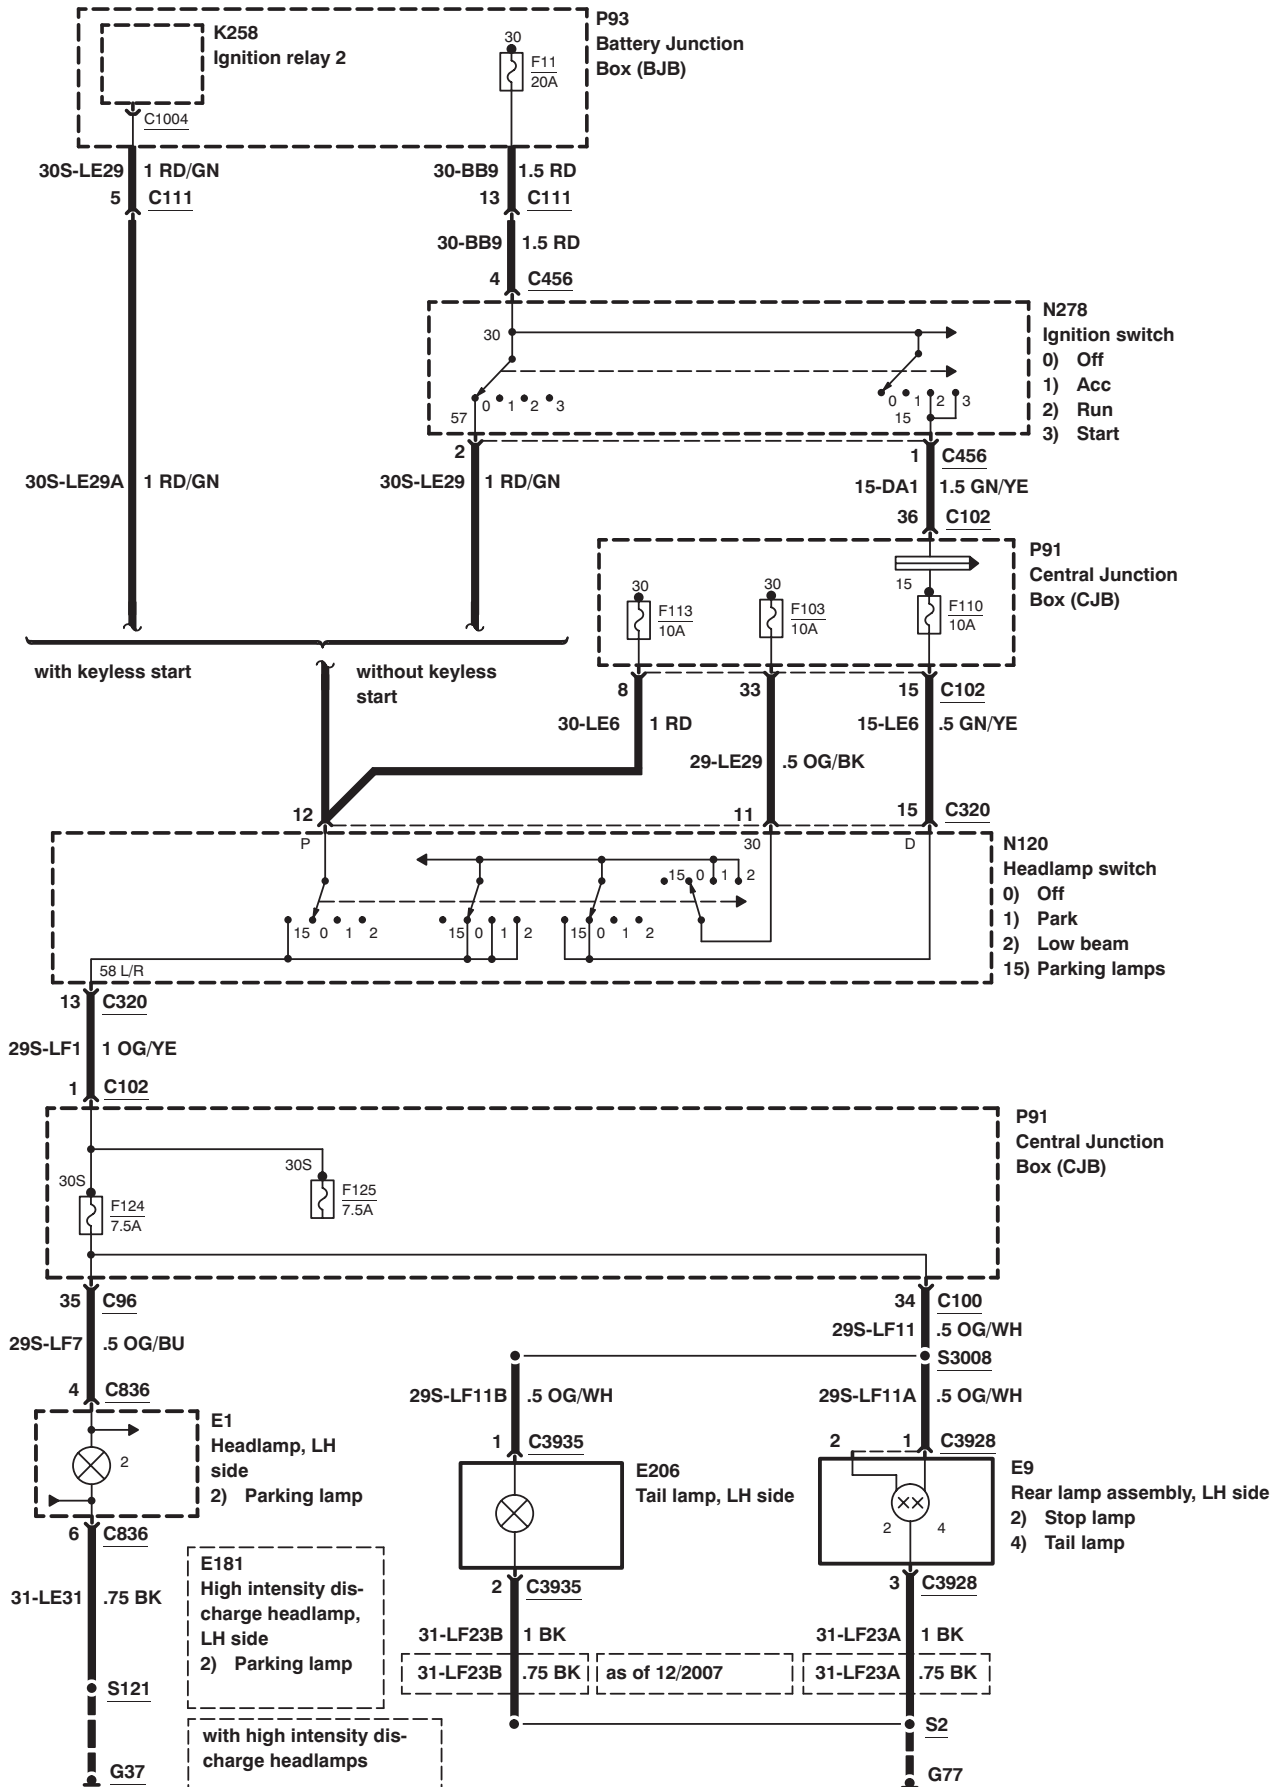 K258
Ignition relay 2
C1004
30
F11
20A
P93
Battery Junction
Box (BJB)
30S-LE29 1 RD/GN
5 C111
30-BB9 1.5 RD
13 C111
30-BB9 1.5 RD
4 C456
30
0 1 2 3
57
0 1 2 3
15
N278
Ignition switch
0) Off
1) Acc
2) Run
3) Start
2
1 C456
30S-LE29A 1 RD/GN
30S-LE29 1 RD/GN
15-DA1 1.5 GN/YE
36 C102
30
F113
10A
30
F103
10A
15
F110
10A
P91
Central Junction
Box (CJB)
with keyless start
without keyless
start
8
33
15 C102
30-LE6 1 RD
15-LE6 .5 GN/YE
29-LE29 .5 OG/BK
12
11
15 C320
P
30
D
15 0 1 2
15 0 1 2
15 0 1 2
15 0 1 2
58 L/R
N120
Headlamp switch
0) Off
1) Park
2) Low beam
15) Parking lamps
13 C320
29S-LF1 1 OG/YE
1 C102
30S
F124
7.5A
30S
F125
7.5A
P91
Central Junction
Box (CJB)
35 C96
34 C100
29S-LF7 .5 OG/BU
29S-LF11 .5 OG/WH
S3008
4 C836
29S-LF11B .5 OG/WH
29S-LF11A .5 OG/WH
1 C3935
2 1 C3928
2
E1
Headlamp, LH
side
2) Parking lamp
E206
Tail lamp, LH side
2 4
E9
Rear lamp assembly, LH side
2) Stop lamp
4) Tail lamp
6 C836
2 C3935
3 C3928
31-LE31 .75 BK
E181
High intensity dis-
charge headlamp,
LH side
2) Parking lamp
31-LF23B 1 BK
31-LF23A 1 BK
31-LF23B .75 BK
as of 12/2007
31-LF23A .75 BK
S121
S2
with high intensity dis-
charge headlamps
G37
G77